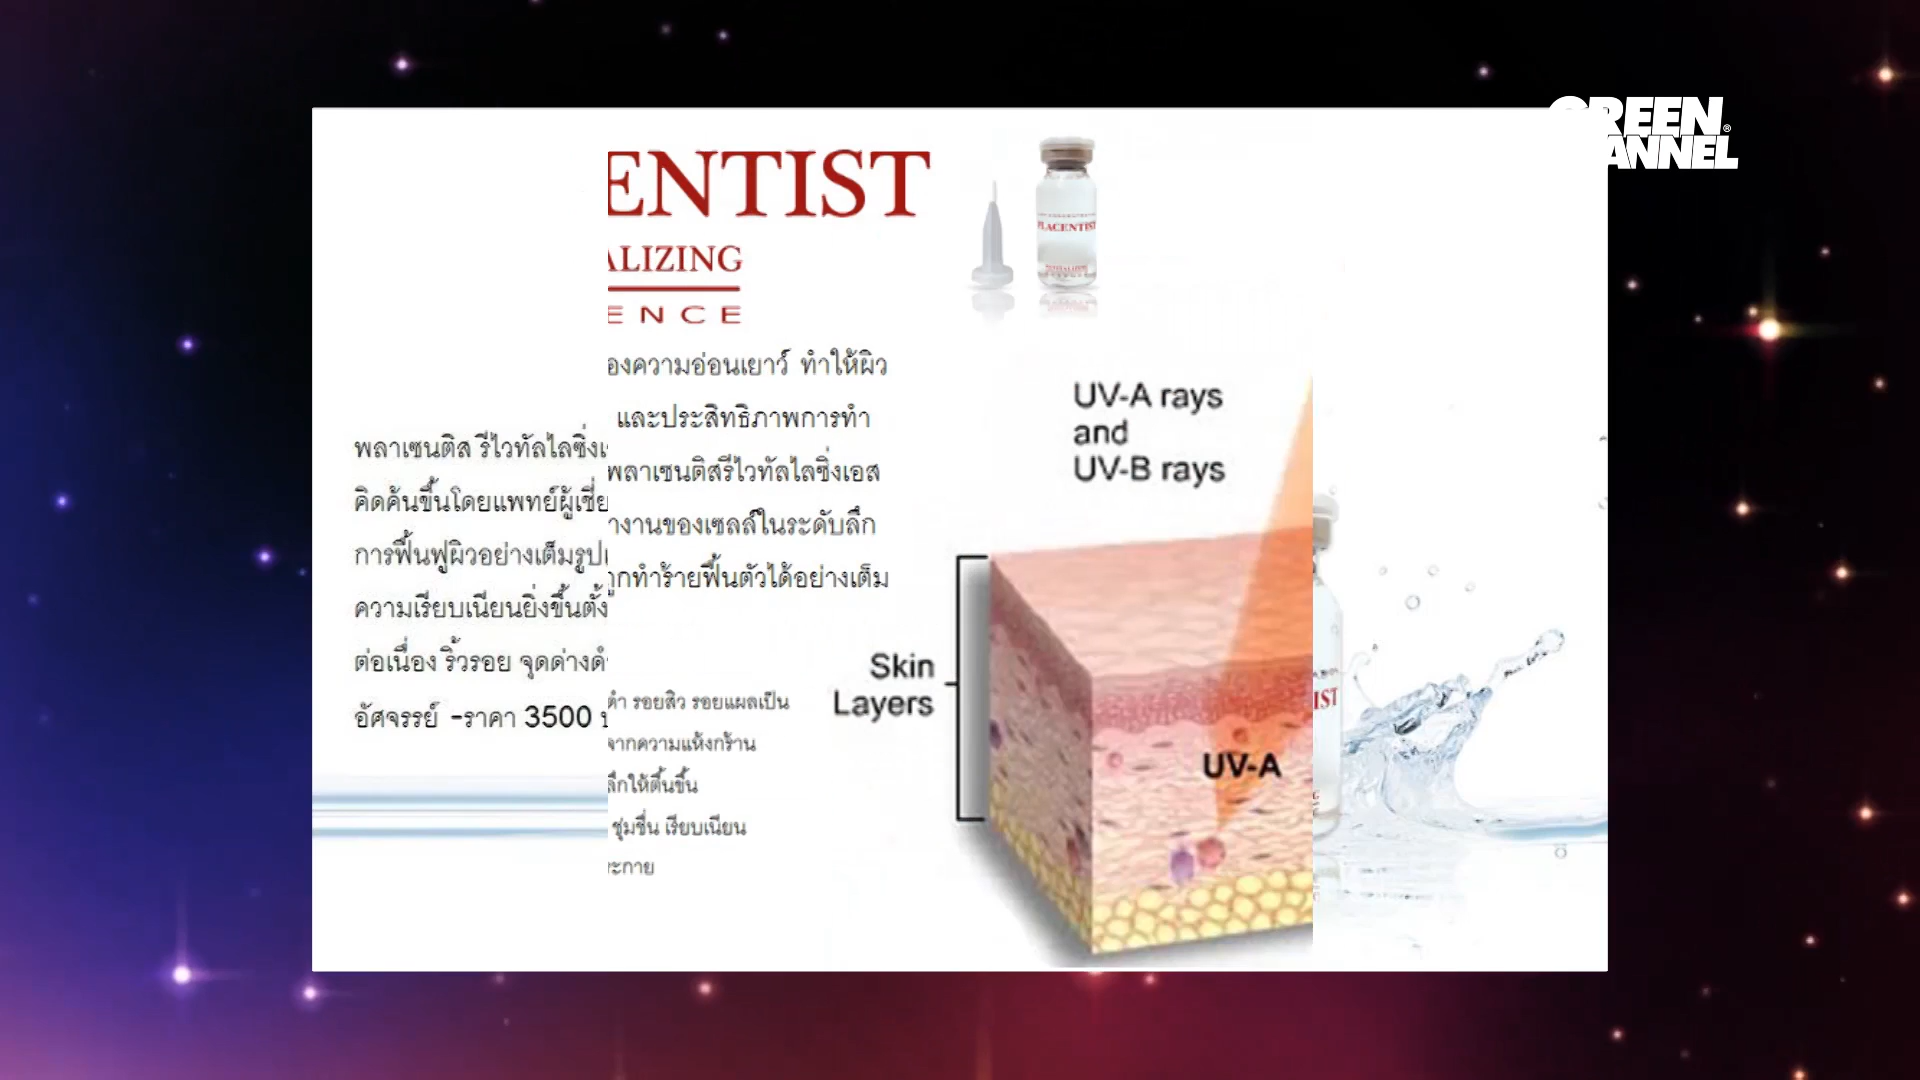 GREEN
ANNEL
ENTIST
ALIZING
ENCE
PLACENTIST
องความอ่อนเยาว์ ทำให้ผิว
และประสิทธิภาพการทำ
พลาเซนติสรีไวทัลไลซิ่งเอส
ำงานของเซลล์ในระดับลึก
ูกทำร้ายฟื้นตัวได้อย่างเต็ม
ดำ รอยสิว รอยแผลเป็น
จากความแห้งกร้าน
ลึกให้ตื้นขึ้น
ชุ่มชื่น เรียบเนียน
ะกาย
พลาเซนติส รีไวทัลไลซิ่งเ
คิดค้นขึ้นโดยแพทย์ผู้เชี่ย
การฟื้นฟูผิวอย่างเต็มรูปแ
ความเรียบเนียนยิ่งขึ้นตั้ง
ต่อเนื่อง ริ้วรอย จุดด่างดำ
อัศจรรย์ -ราคา 3500 บ
UV-A rays
and
UV-B rays
Skin
Layers
UV-A
IST